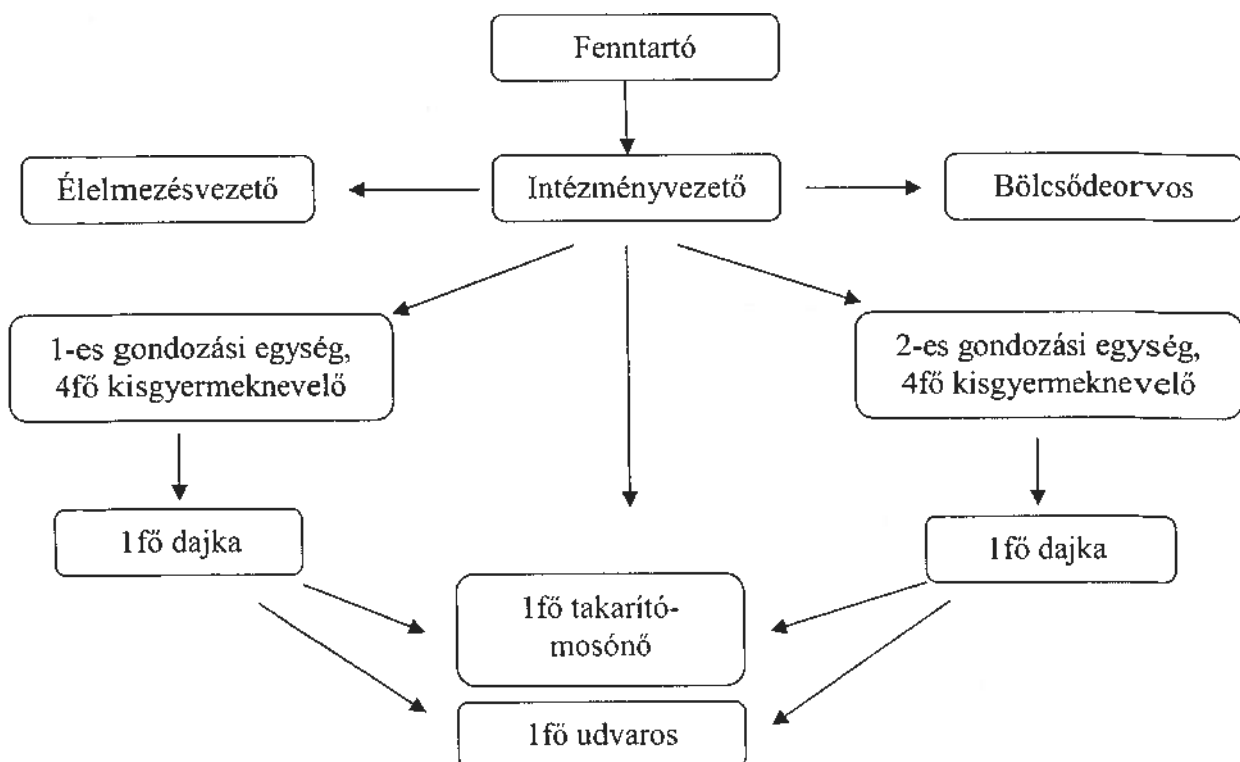 Fenntartó
Élelmezésvezető
Intézményvezető
Bölcsődeorvos
1-es gondozási egység,
4fő kisgyermeknevelő
2-es gondozási egység,
4fő kisgyermeknevelő
1fő dajka
1fő dajka
1fő takarító-
mosónő
1fő udvaros